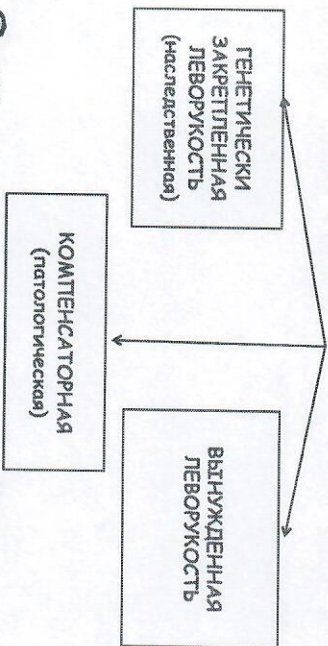 ГЕНЕТИЧЕСКИ
ЗАКРЕПЛЕННАЯ
ЛЕВОРУКОСТЬ
(наследственная)
КОМПЕНСАТОРНАЯ
(патологическая)
ВЫНУЖДЕННАЯ
ЛЕВОРУКОСТЬ